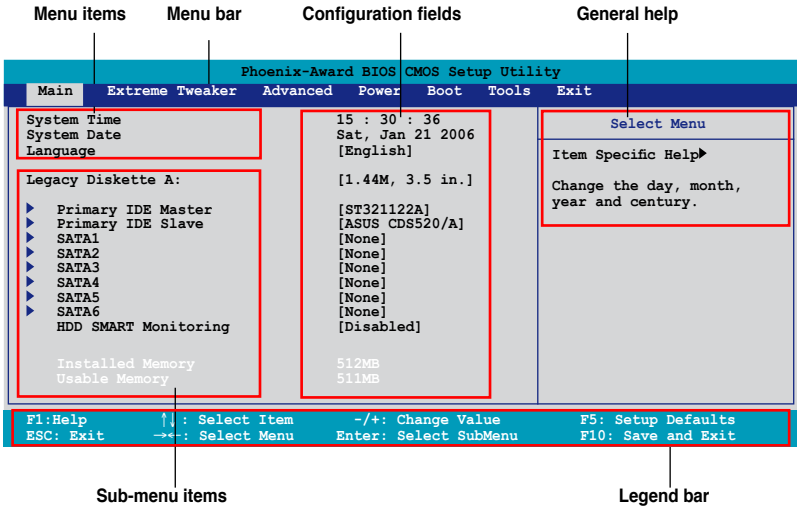 Menu items Menu bar Configuration fields General help
Phoenix-Award BIOS CMOS Setup Utility
Main Extreme Tweaker Advanced Power Boot Tools Exit
System Time 15 : 30 : 36
System Date Sat, Jan 21 2006
Language [English]
Legacy Diskette A: [1.44M, 3.5 in.]
Primary IDE Master [ST321122A]
Primary IDE Slave [ASUS CDS520/A]
SATA1 [None]
SATA2 [None]
SATA3 [None]
SATA4 [None]
SATA5 [None]
SATA6 [None]
HDD SMART Monitoring [Disabled]
Installed Memory 512MB
Usable Memory 511MB
Select Menu
Item Specific Help
Change the day, month,
year and century.
F1:Help ↑↓: Select Item -/+: Change Value F5: Setup Defaults
ESC: Exit →←: Select Menu Enter: Select SubMenu F10: Save and Exit
Sub-menu items Legend bar